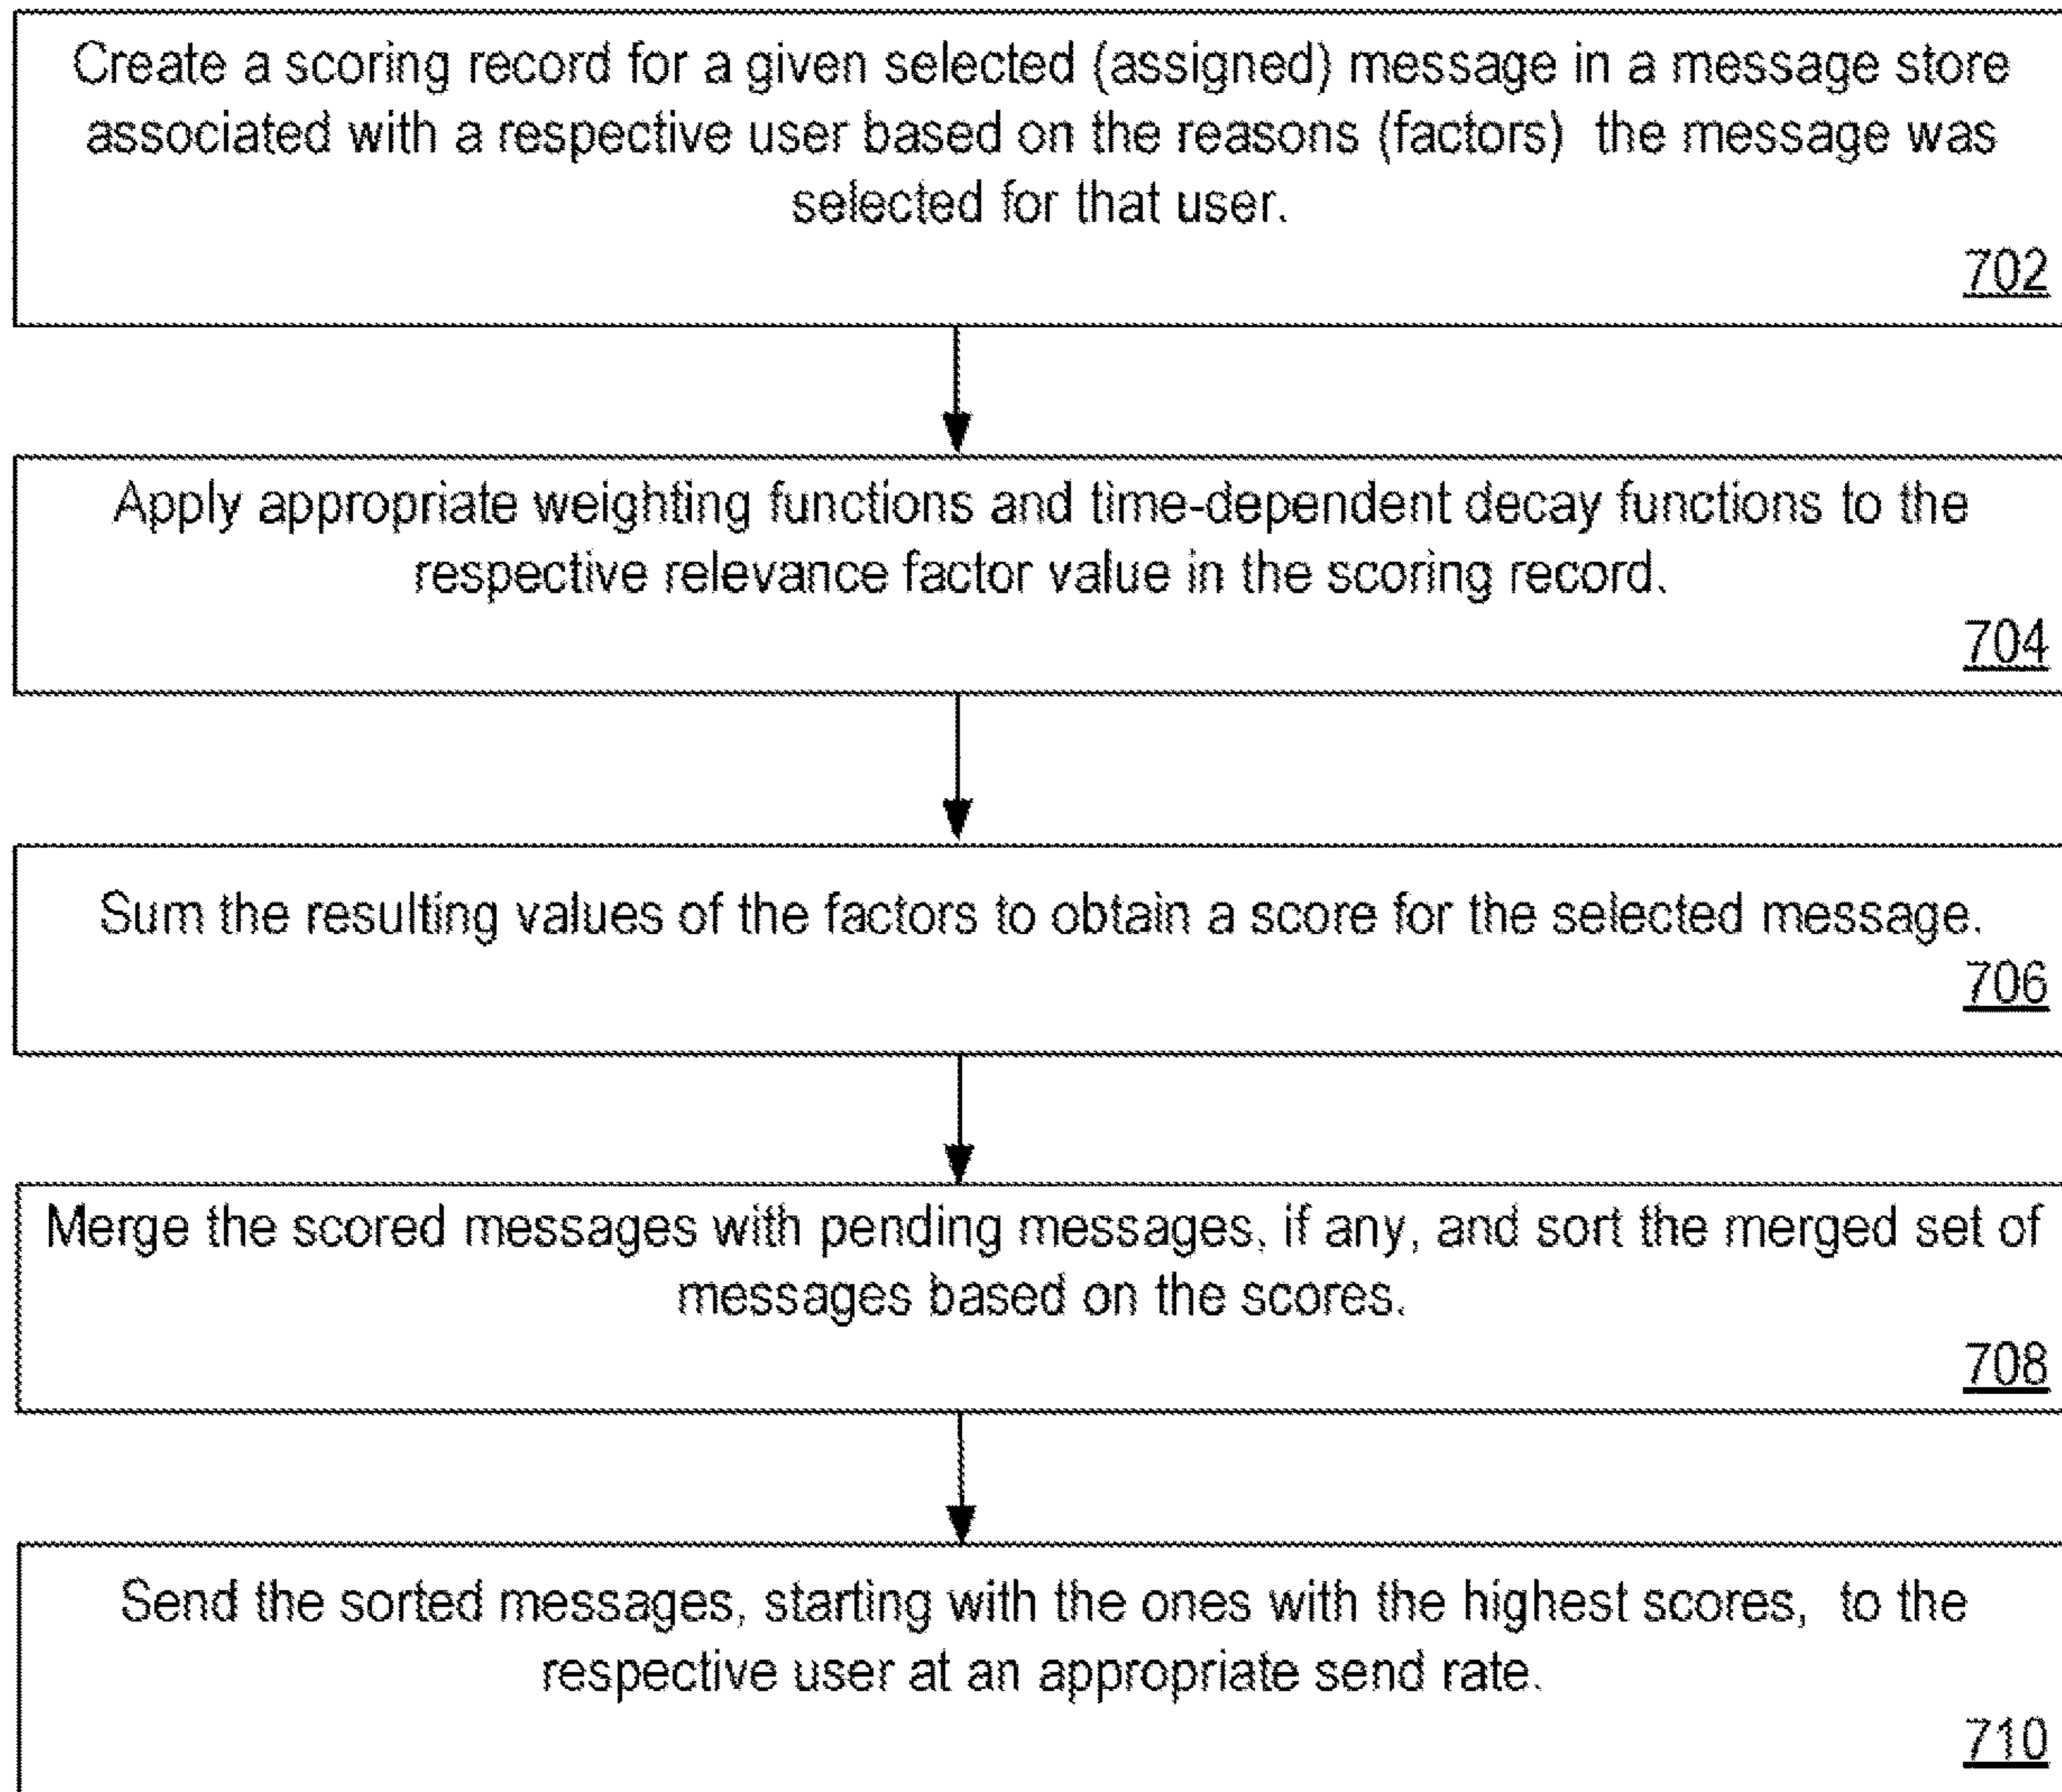 Create a scoring record for a given selected (assigned) message in a message store
associated with a respective user based on the reasons (factors) the message was
selected for that user.
702
Apply appropriate weighting functions and time-dependent decay functions to the
respective relevance factor value in the scoring record.
704
Sum the resulting values of the factors to obtain a score for the selected message.
706
Merge the scored messages with pending messages, if any, and sort the merged set of
messages based on the scores.
708
Send the sorted messages, starting with the ones with the highest scores, to the
respective user at an appropriate send rate.
710